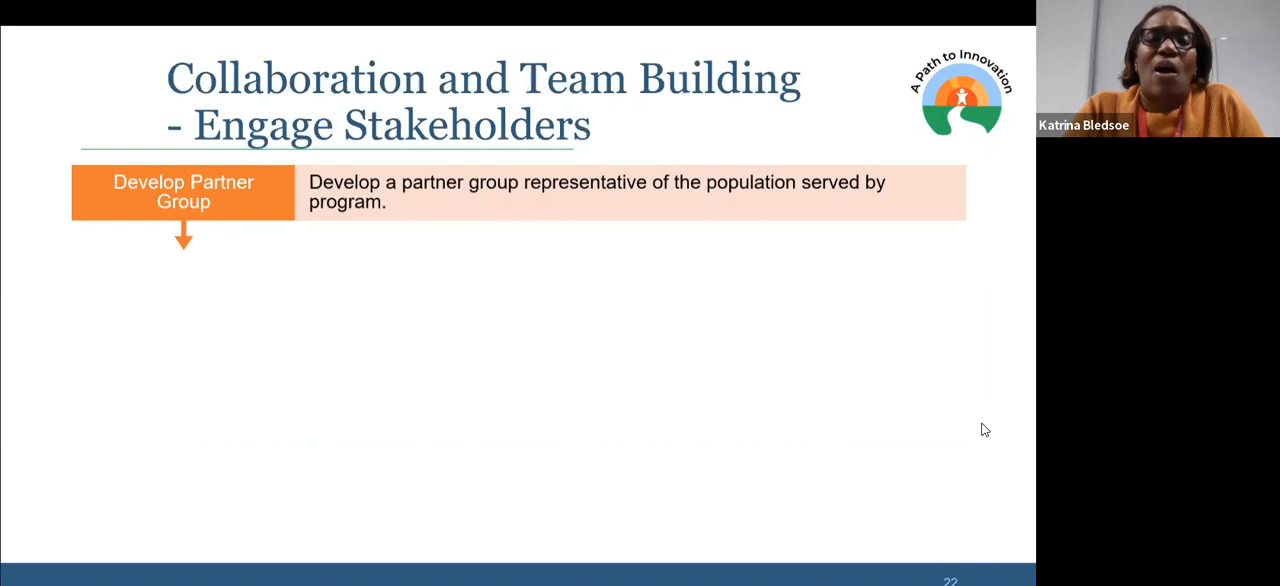 Collaboration and Team Building
- Engage Stakeholders
A Path to Innovation
Katrina Bledsoe
Develop Partner
Group
Develop a partner group representative of the population served by
program.
22